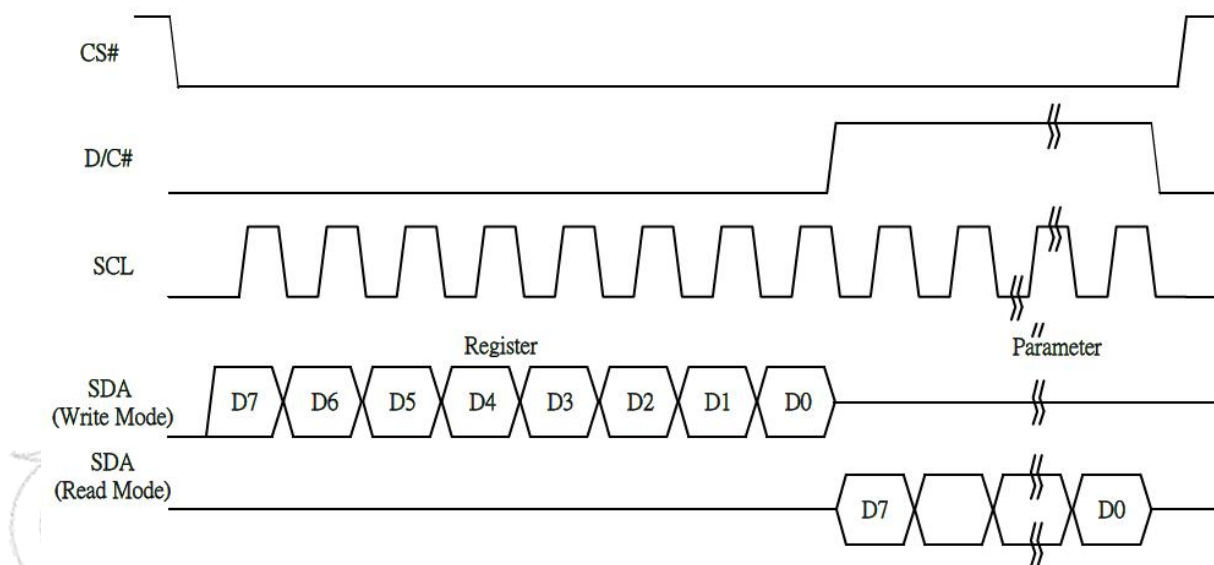 CS#
D/C#
SCL
Register
Parameter
SDA
(Write Mode)
D7 D6 D5 D4 D3 D2 D1 D0
SDA
(Read Mode)
D7 D0